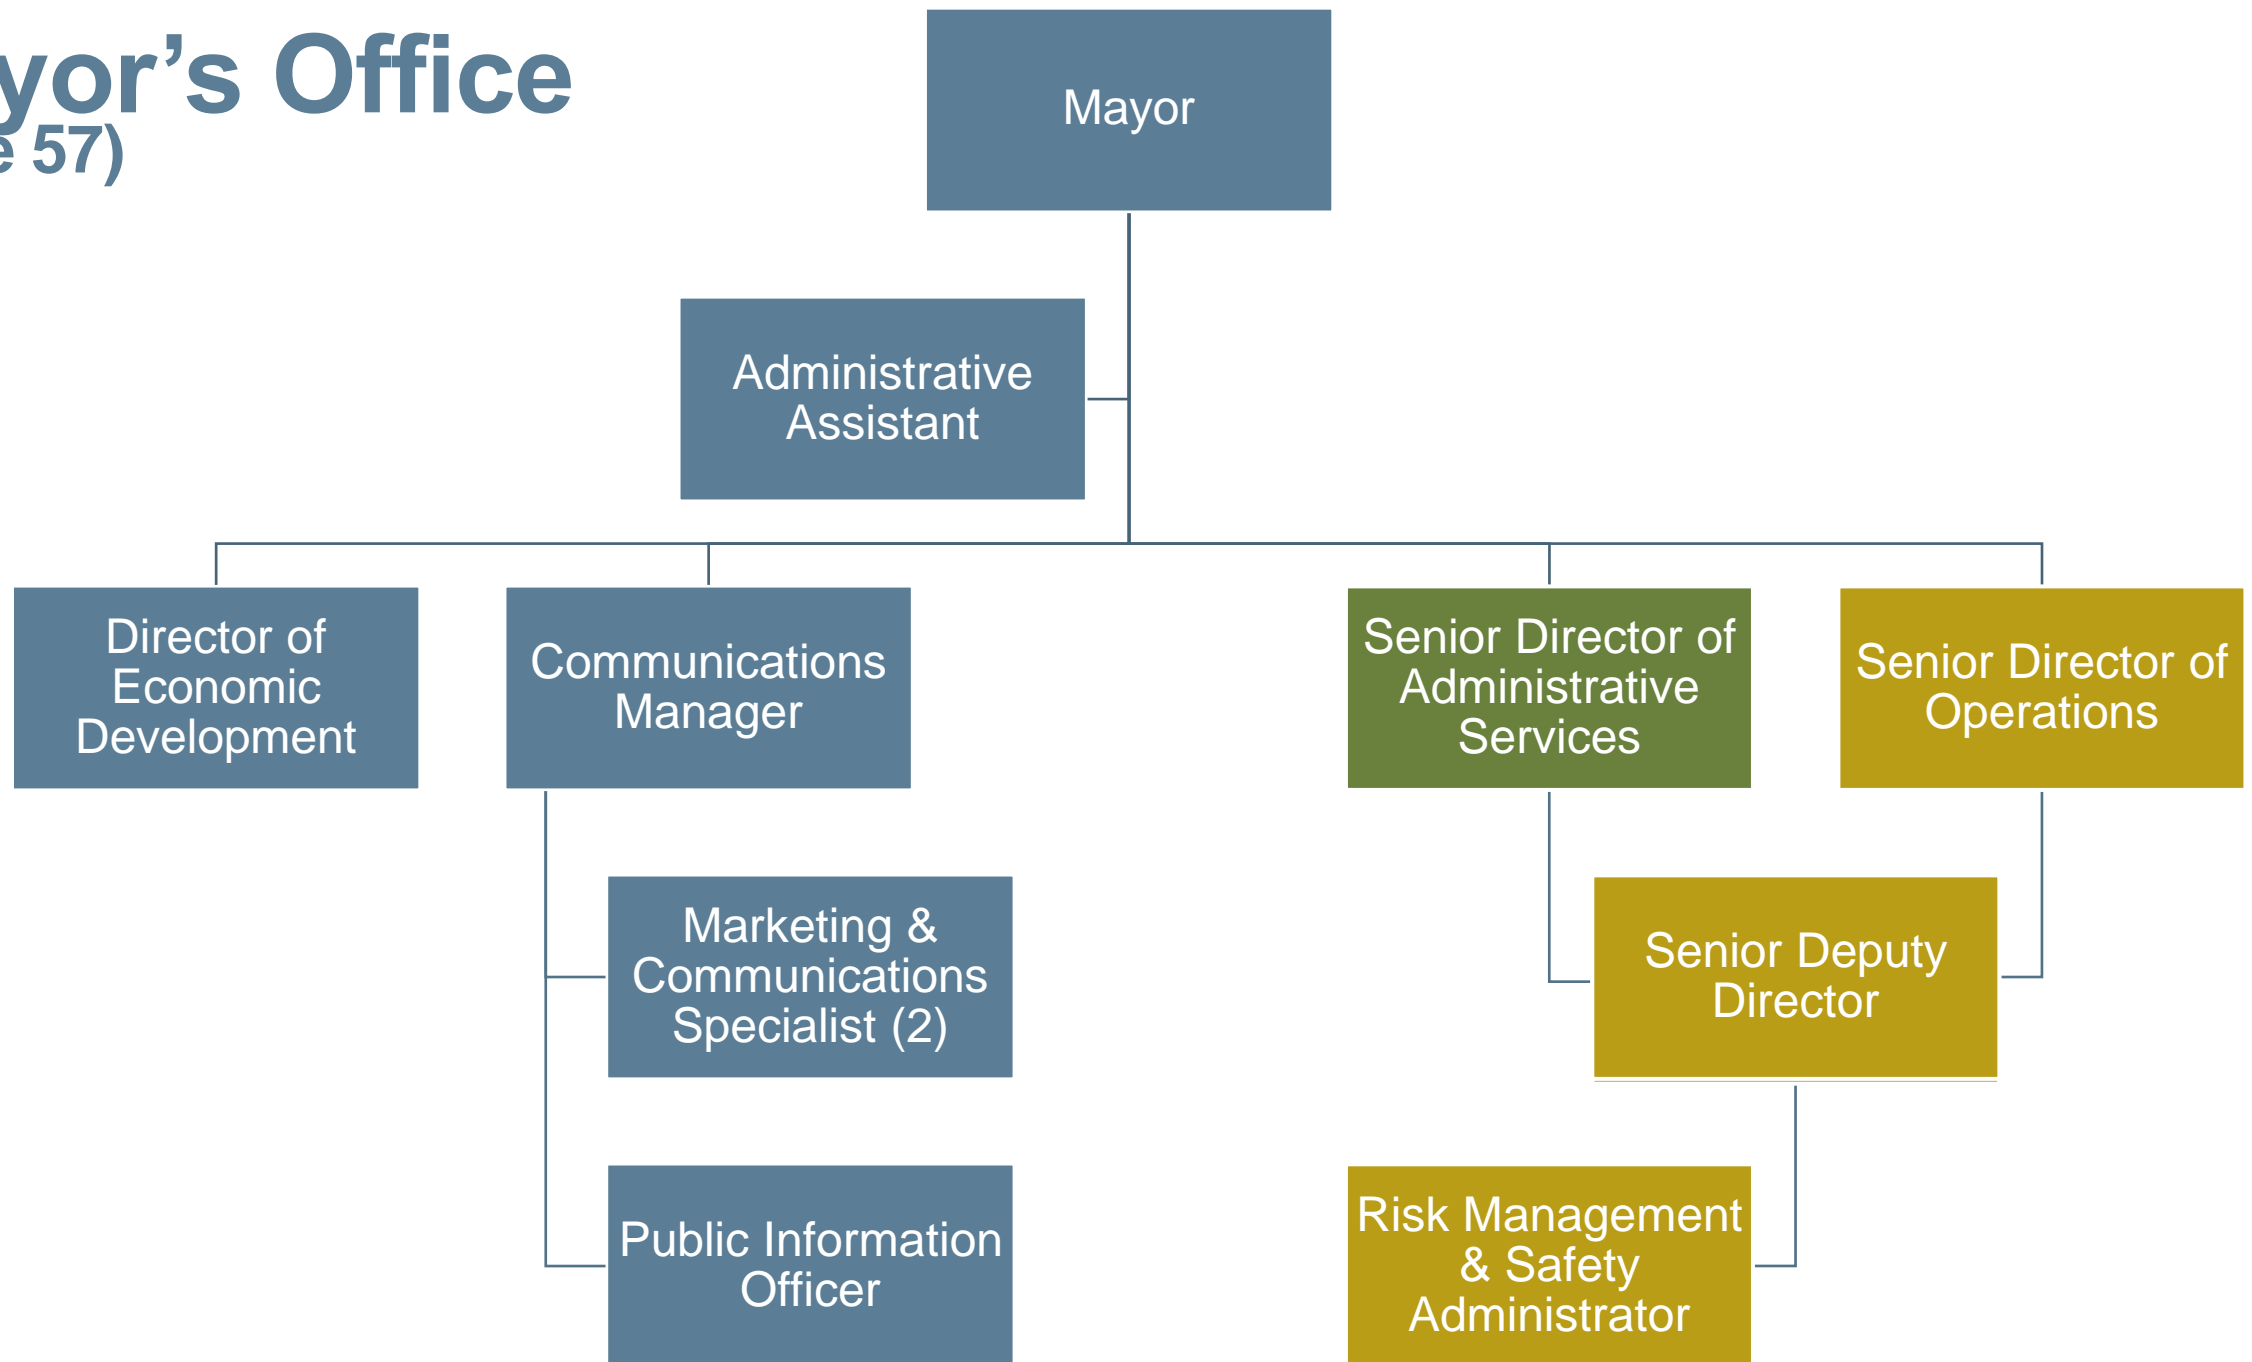 yor’s Office
e 57)
Mayor
Administrative
Assistant
Director of
Economic
Development
Communications
Manager
Senior Director of
Administrative
Services
Senior Director of
Operations
Marketing &
Communications
Specialist (2)
Senior Deputy
Director
Public Information
Officer
Risk Management
& Safety
Administrator